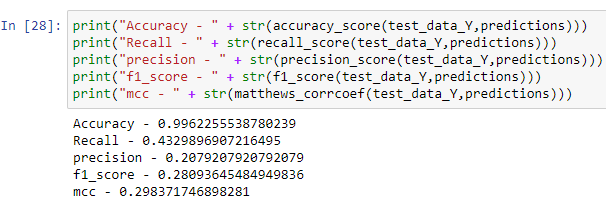 In [28]: print("Accuracy - " + str(accuracy_score(test_data_Y,predictions)))
print("Recall - " + str(recall_score(test_data_Y,predictions)))
print("precision - " + str(precision_score(test_data_Y,predictions)))
print("f1_score - " + str(f1_score(test_data_Y,predictions)))
print("mcc - " + str(matthews_corrcoef(test_data_Y,predictions)))
Accuracy - 0.9962255538780239
Recall - 0.4329896907216495
precision - 0.2079207920792079
f1_score - 0.28093645484949836
mcc - 0.298371746898281